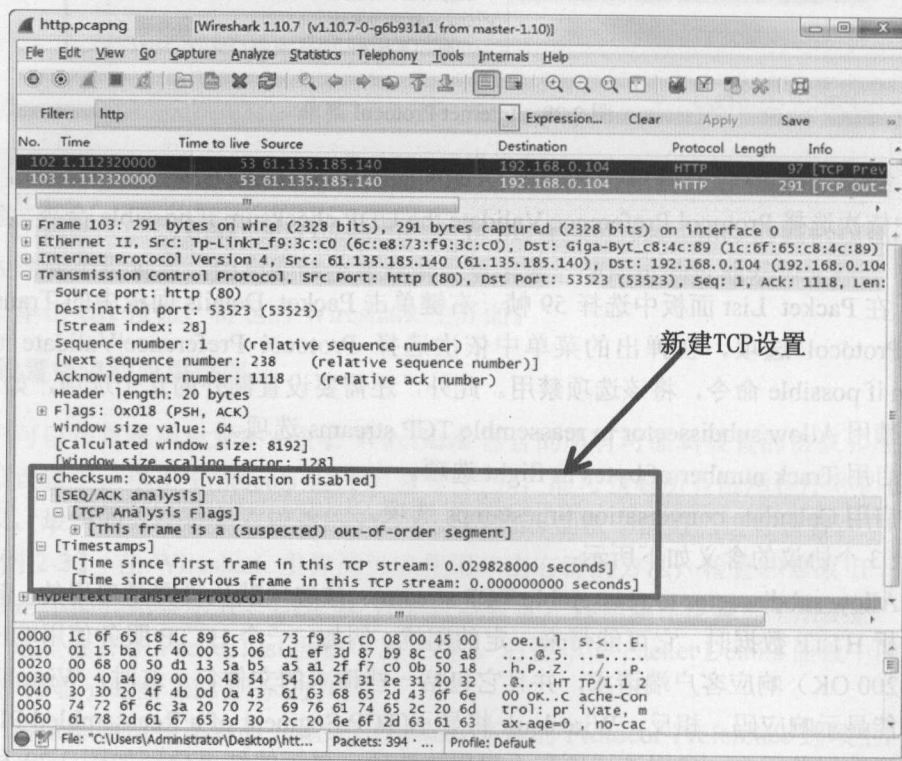 http.pcapng [Wireshark 1.10.7 (v1.10.7-0-g6b931a1 from master-1.10)]
File Edit View Go Capture Analyze Statistics Telephony Tools Internals Help
Filter: http Expression... Clear Apply Save
No. Time Time to live Source Destination Protocol Length Info
102 1.112320000 53 61.135.185.140 192.168.0.104 HTTP 97 [TCP Prev
103 1.112320000 53 61.135.185.140 192.168.0.104 HTTP 291 [TCP Out-
Frame 103: 291 bytes on wire (2328 bits), 291 bytes captured (2328 bits) on interface 0
Ethernet II, Src: Tp-LinkT_f9:3c:c0 (6c:e8:73:f9:3c:c0), Dst: Giga-Byt_c8:4c:89 (1c:6f:65:c8:4c:89)
Internet Protocol Version 4, Src: 61.135.185.140 (61.135.185.140), Dst: 192.168.0.104 (192.168.0.104
Transmission Control Protocol, Src Port: http (80), Dst Port: 53523 (53523), Seq: 1, Ack: 1118, Len:
Source port: http (80)
Destination port: 53523 (53523)
[Stream index: 28]
Sequence number: 1 (relative sequence number)
[Next sequence number: 238 (relative sequence number)]
Acknowledgment number: 1118 (relative ack number)
Header length: 20 bytes
Flags: 0x018 (PSH, ACK)
Window size value: 64
[Calculated window size: 8192]
[Window size scaling factor: 128]
新建TCP设置
Checksum: 0xa409 [validation disabled]
[SEQ/ACK analysis]
[TCP Analysis Flags]
[This frame is a (suspected) out-of-order segment]
[Timestamps]
[Time since first frame in this TCP stream: 0.029828000 seconds]
[Time since previous frame in this TCP stream: 0.000000000 seconds]
Hypertext Transfer Protocol
0000 1c 6f 65 c8 4c 89 6c e8 73 f9 3c c0 08 00 45 00 .oe.L.l. s.<...E.
0010 01 15 ba cf 40 00 35 06 d1 ef 3d 87 b9 8c c0 a8 ....@.5. ..=.....
0020 00 68 00 50 d1 13 5a b5 a5 a1 2f f7 c0 0b 50 18 .h.P..Z. ../...P.
0030 00 40 a4 09 00 00 48 54 54 50 2f 31 2e 31 20 32 .@....HT TP/1.1 2
0040 30 30 20 4f 4b 0d 0a 43 61 63 68 65 2d 43 6f 6e 00 OK..C ache-Con
0050 74 72 6f 6c 3a 20 70 72 69 76 61 74 65 2c 20 6d trol: pr ivate, m
0060 61 78 2d 61 67 65 3d 30 2c 20 6e 6f 2d 63 61 63 ax-age=0 , no-cac
File: "C:\Users\Administrator\Desktop\htt... Packets: 394 · ... Profile: Default